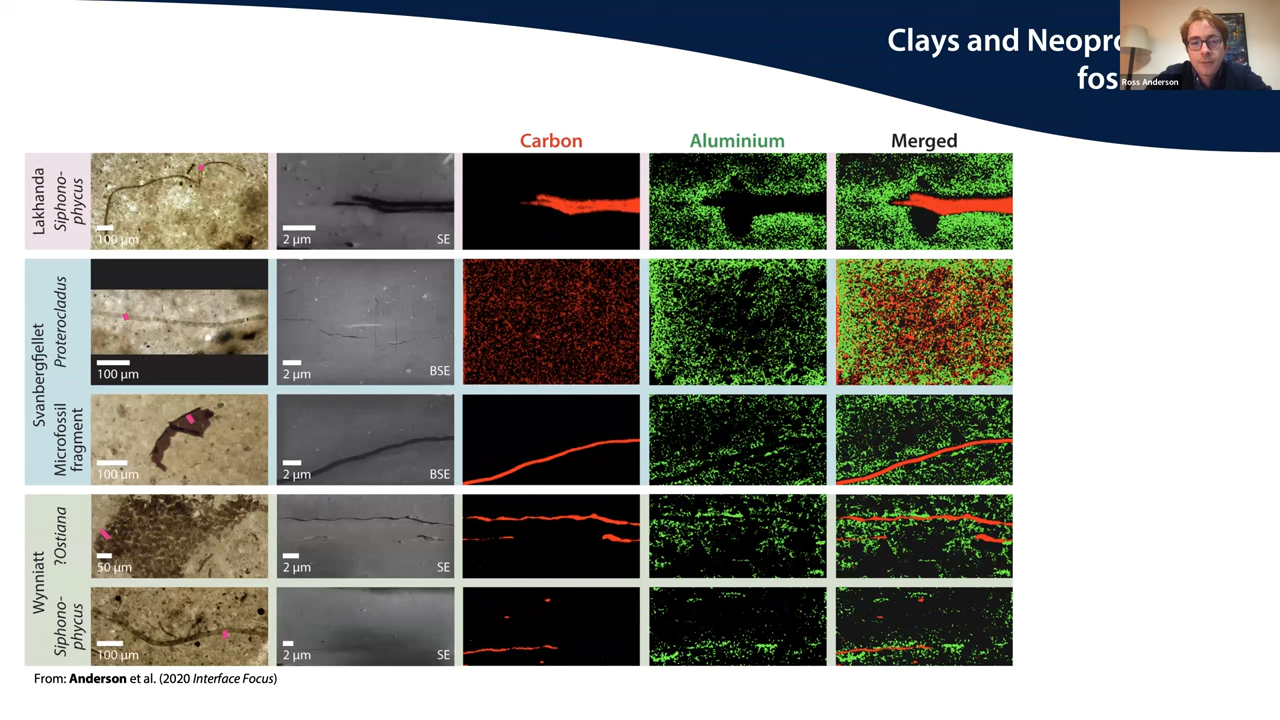 Clays and Neopro
fos
Ross Anderson
Carbon
Aluminium
Merged
Lakhanda
Siphono-
phycus
100 µm
2 µm
SE
Svanbergfjellet
Proterocladus
100 µm
2 µm
BSE
Microfossil
fragment
100 µm
2 µm
BSE
Wynniatt
?Ostiana
50 µm
2 µm
SE
Siphono-
phycus
100 µm
2 µm
SE
From: Anderson et al. (2020 Interface Focus)